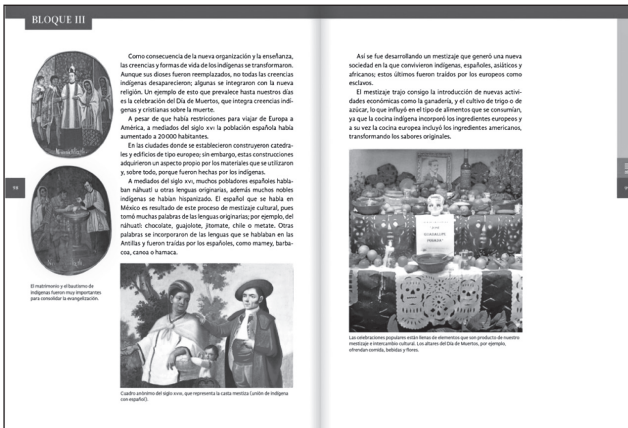 BLOQUE III
Como consecuencia de la nueva organización y la enseñanza,
las creencias y formas de vida de los indígenas se transformaron.
Aunque sus dioses fueron reemplazados, no todas las creencias
indígenas desaparecieron; algunas se integraron con la nueva
religión. Un ejemplo de esto que prevalece hasta nuestros días
es la celebración del Día de Muertos, que integra creencias indí-
genas y cristianas sobre la muerte.
A pesar de que había restricciones para viajar de Europa a
América, a mediados del siglo XVI la población española había
aumentado a 20 000 habitantes.
En las ciudades donde se establecieron construyeron catedra-
les y edificios de tipo europeo; sin embargo, estas construcciones
adquirieron un aspecto propio por los materiales que se utilizaron
y, sobre todo, porque fueron hechas por los indígenas.
A mediados del siglo XVI, muchos pobladores españoles habla-
ban náhuatl u otras lenguas originarias, además muchos nobles
indígenas se habían hispanizado. El español que se habla en
México es resultado de este proceso de mestizaje cultural, pues
tomó muchas palabras de las lenguas originarias; por ejemplo, del
náhuatl: chocolate, guajolote, jitomate, chile o metate. Otras
palabras se incorporaron de las lenguas que se hablaban en las
Antillas y fueron traídas por los españoles, como mamey, barba-
coa, canoa o hamaca.
El matrimonio y el bautismo de
indígenas fueron muy importantes
para consolidar la evangelización.
Cuadro anónimo del siglo XVIII, que representa la casta mestiza (unión de indígena
con español).
Así se fue desarrollando un mestizaje que generó una nueva
sociedad en la que convivieron indígenas, españoles, asiáticos y
africanos; estos últimos fueron traídos por los europeos como
esclavos.
El mestizaje trajo consigo la introducción de nuevas activi-
dades económicas como la ganadería, y el cultivo de trigo o de
azúcar, lo que influyó en el tipo de alimentos que se consumían,
ya que la cocina indígena incorporó los ingredientes europeos y
a su vez la cocina europea incluyó los ingredientes americanos,
transformando los sabores originales.
Las celebraciones populares están llenas de elementos que son producto de nuestro
mestizaje e intercambio cultural. Los altares del Día de Muertos, por ejemplo,
ofrendan comida, bebidas y flores.